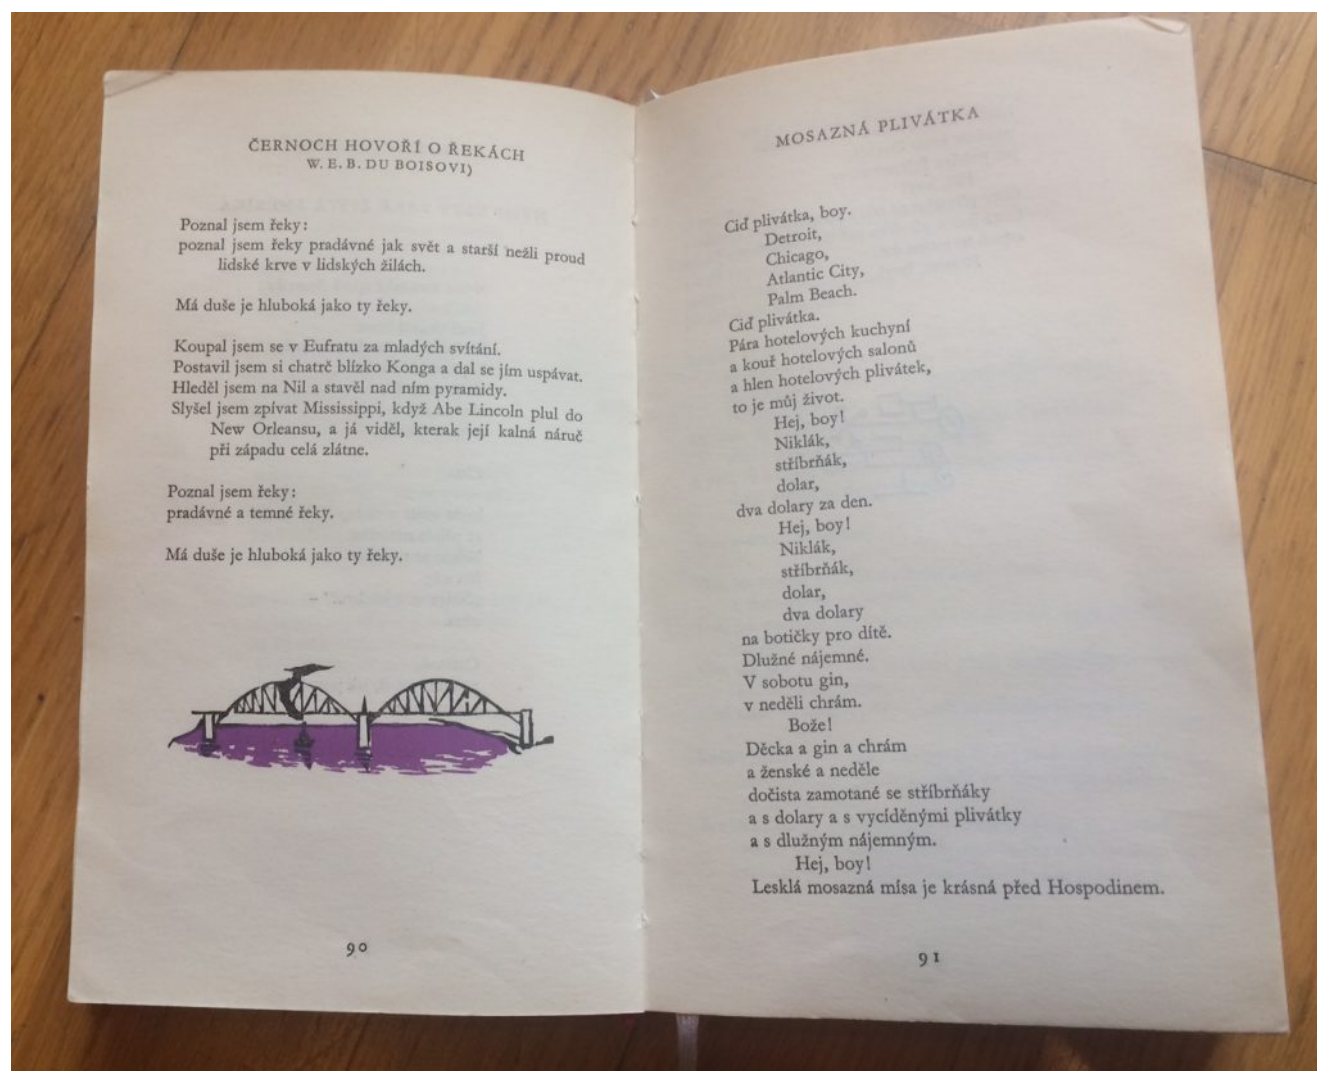 ČERNOCH HOVOŘÍ O ŘEKÁCH
W. E. B. DU BOISOVI)
Poznal jsem řeky:
poznal jsem řeky pradávné jak svět a starší nežli proud
lidské krve v lidských žilách.
Má duše je hluboká jako ty řeky.
Koupal jsem se v Eufratu za mladých svítání.
Postavil jsem si chatrč blízko Konga a dal se jím uspávat.
Hleděl jsem na Nil a stavěl nad ním pyramidy.
Slyšel jsem zpívat Mississippi, když Abe Lincoln plul do
New Orleansu, a já viděl, kterak její kalná náruč
při západu celá zlátne.
Poznal jsem řeky:
pradávné a temné řeky.
Má duše je hluboká jako ty řeky.
90
MOSAZNÁ PLIVÁTKA
Ciď plivátka, boy.
Detroit,
Chicago,
Atlantic City,
Palm Beach.
Ciď plivátka.
Pára hotelových kuchyní
a kouř hotelových salonů
a hlen hotelových plivátek,
to je můj život.
Hej, boy!
Niklák,
stříbrňák,
dolar,
dva dolary za den.
Hej, boy!
Niklák,
stříbrňák,
dolar,
dva dolary
na botičky pro dítě.
Dlužné nájemné.
V sobotu gin,
v neděli chrám.
Bože!
Děcka a gin a chrám
a ženské a neděle
dočista zamotané se stříbrňáky
a s dolary a s vycíděnými plivátky
a s dlužným nájemným.
Hej, boy!
Lesklá mosazná mísa je krásná před Hospodinem.
91